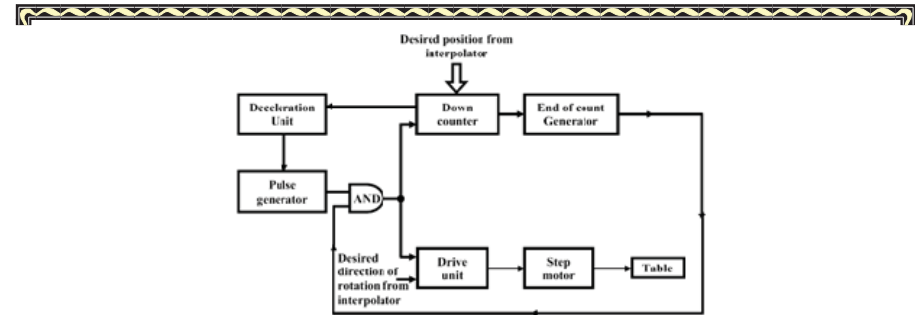 Desired position from
interpolator
Deceleration
Unit
Down
counter
End of count
Generator
Pulse
generator
AND
Desired
direction of
rotation from
interpolator
Drive
unit
Step
motor
Table